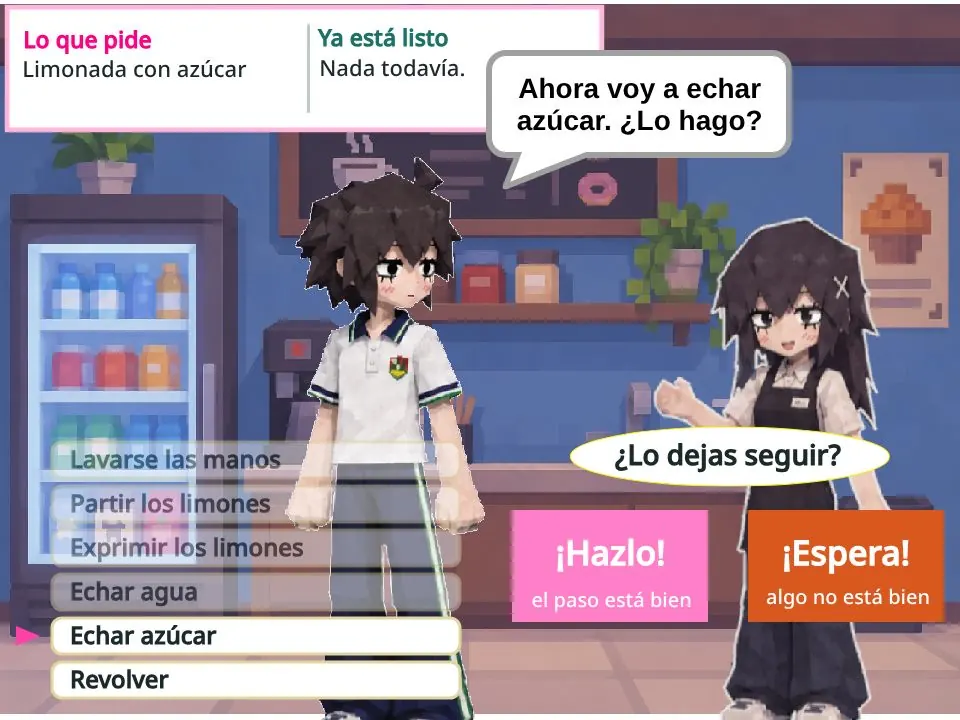 Lo que pide
Limonada con azúcar
Ya está listo
Nada todavía.
Ahora voy a echar
azúcar. ¿Lo hago?
¿Lo dejas seguir?
Lavarse las manos
Partir los limones
Exprimir los limones
Echar agua
Echar azúcar
Revolver
¡Hazlo!
el paso está bien
¡Espera!
algo no está bien